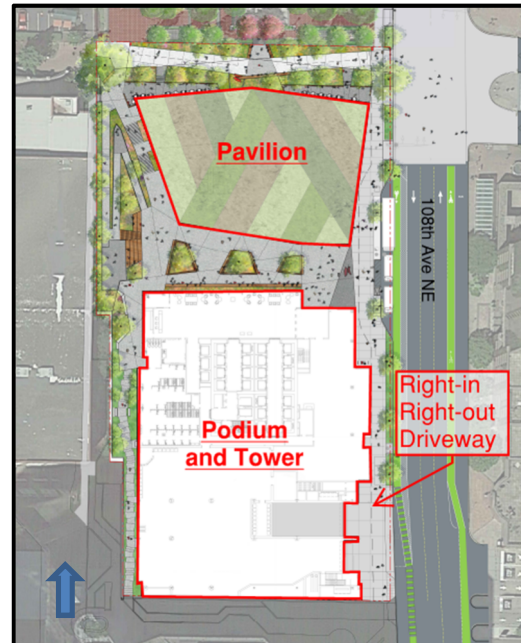 Pavilion
108th Ave NE
Right-in
Right-out
Driveway
Podium
and Tower